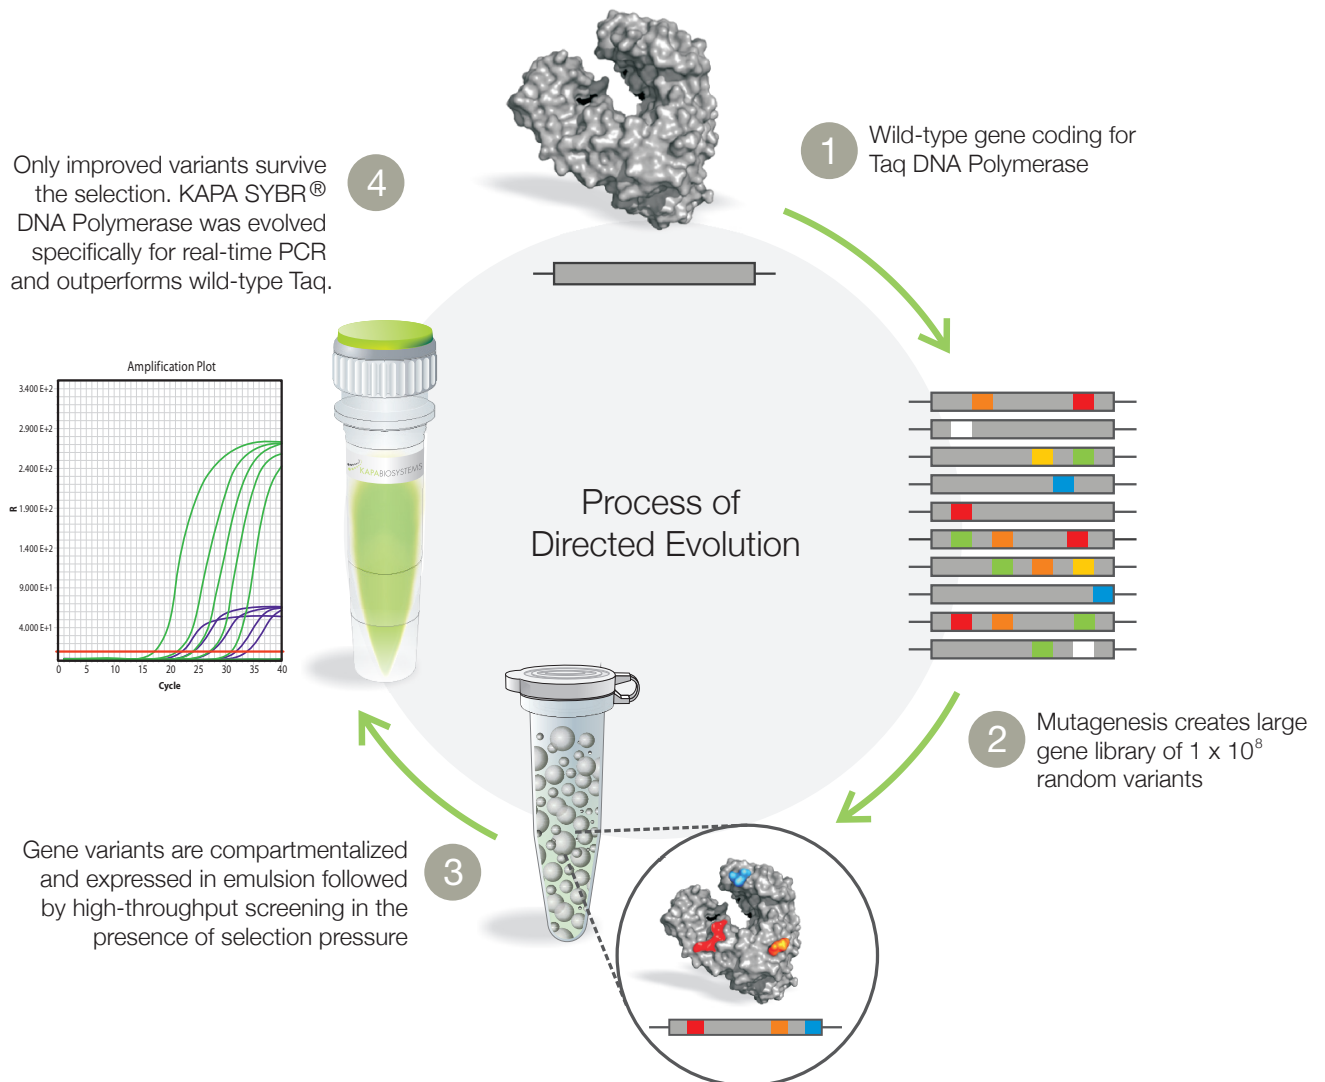 1
Wild-type gene coding for
Taq DNA Polymerase
4
Only improved variants survive
the selection. KAPA SYBR®
DNA Polymerase was evolved
specifically for real-time PCR
and outperforms wild-type Taq.
Amplification Plot
3.400 E+2
2.900 E+2
2.400 E+2
1.900 E+2
1.400 E+2
9.000 E+1
4.000 E+1
R
0 5 10 15 20 25 30 35 40
Cycle
KAPABIOSYSTEMS
Process of
Directed Evolution
2
Mutagenesis creates large
gene library of 1 x 10⁸
random variants
3
Gene variants are compartmentalized
and expressed in emulsion followed
by high-throughput screening in the
presence of selection pressure